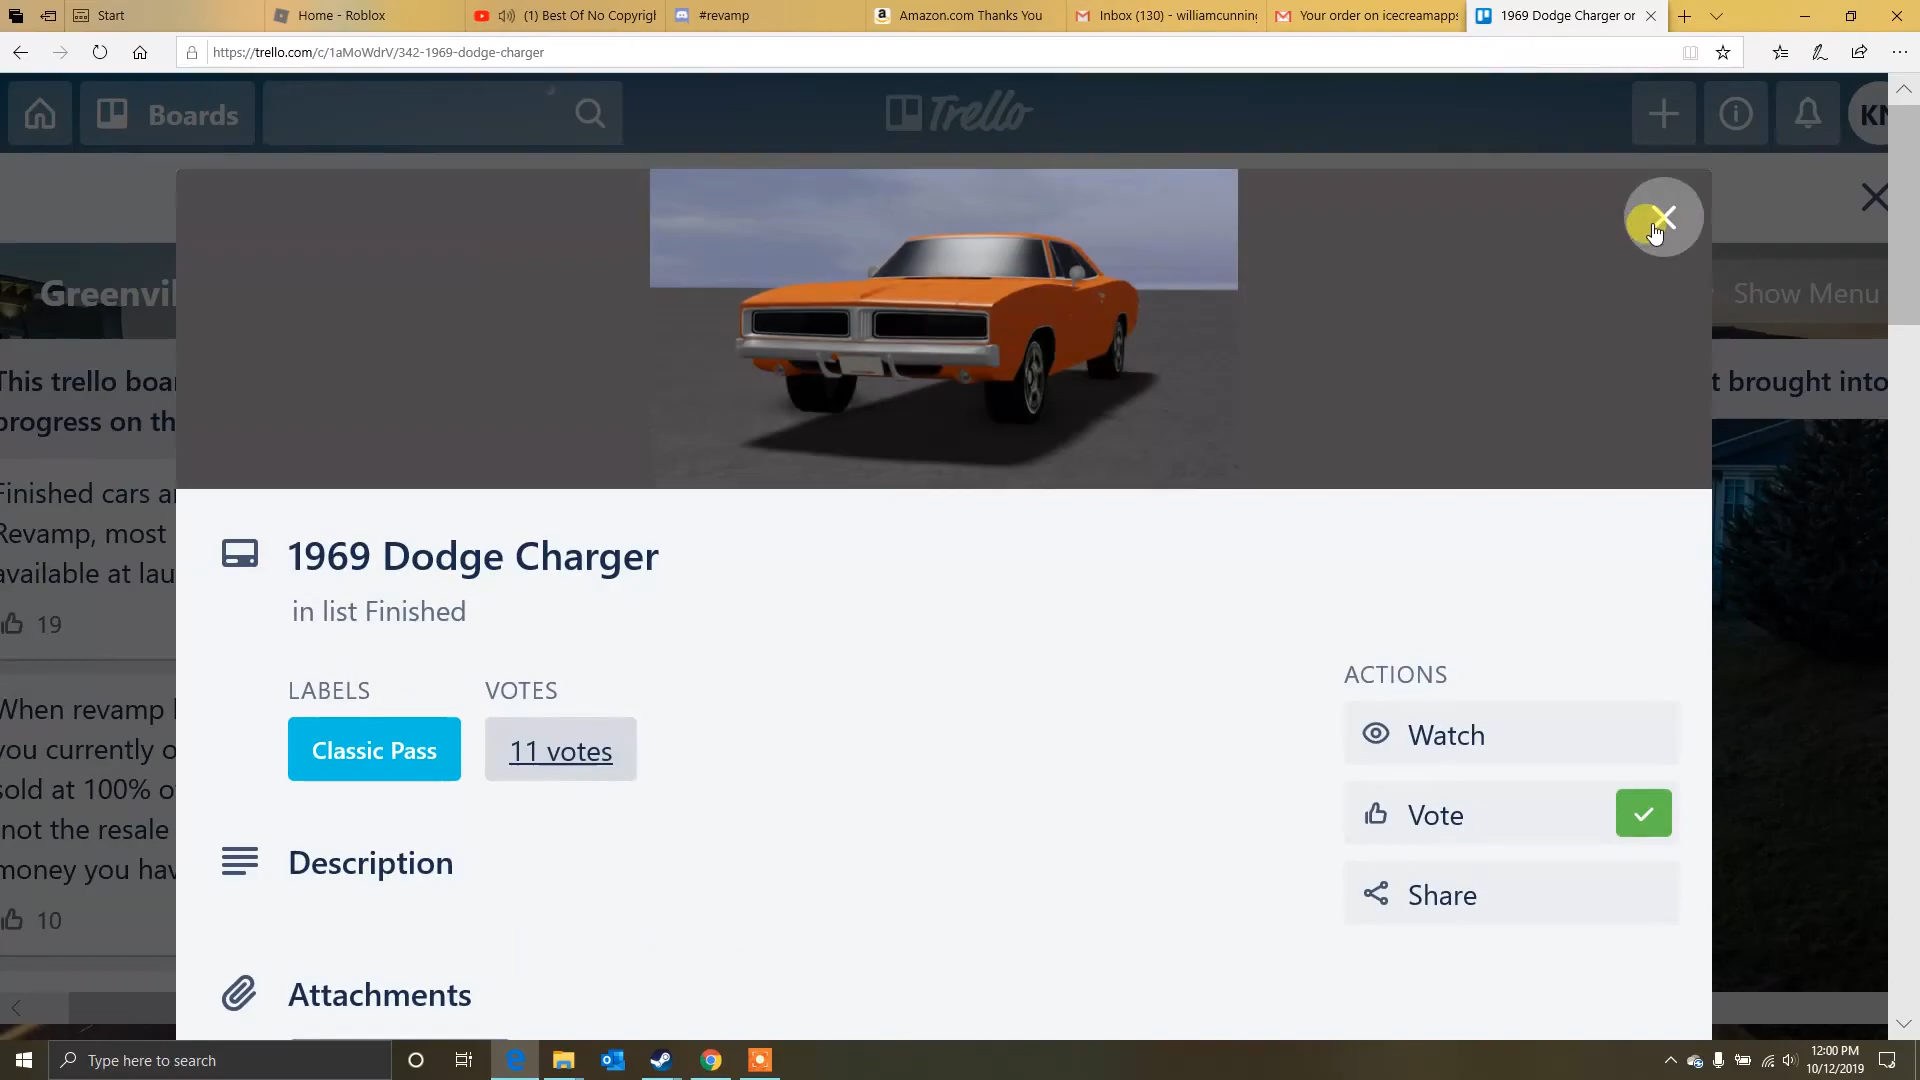 Start
Home - Roblox
(1) Best Of No Copyrigh
#revamp
Amazon.com Thanks You
Inbox (130) - williamcunning
Your order on icecreamapps
1969 Dodge Charger or
https://trello.com/c/1aMoWdrV/342-1969-dodge-charger
Boards
Trello
KN
Greenvil
Show Menu
This trello boa
progress on th
t brought into
Finished cars a
Revamp, most
available at lau
19
When revamp
you currently o
sold at 100% o
not the resale
money you hav
10
1969 Dodge Charger
in list Finished
LABELS
VOTES
Classic Pass
11 votes
ACTIONS
Watch
Vote
Share
Description
Attachments
Type here to search
12:00 PM
10/12/2019